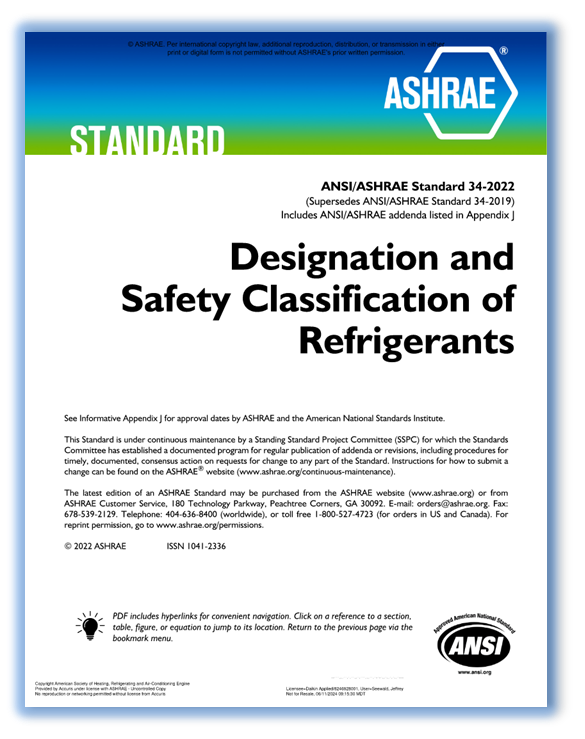 © ASHRAE. Per international copyright law, additional reproduction, distribution, or transmission in either
print or digital form is not permitted without ASHRAE's prior written permission.
ASHRAE®
STANDARD
ANSI/ASHRAE Standard 34-2022
(Supersedes ANSI/ASHRAE Standard 34-2019)
Includes ANSI/ASHRAE addenda listed in Appendix J
Designation and
Safety Classification of
Refrigerants
See Informative Appendix J for approval dates by ASHRAE and the American National Standards Institute.
This Standard is under continuous maintenance by a Standing Standard Project Committee (SSPC) for which the Standards
Committee has established a documented program for regular publication of addenda or revisions, including procedures for
timely, documented, consensus action on requests for change to any part of the Standard. Instructions for how to submit a
change can be found on the ASHRAE® website (www.ashrae.org/continuous-maintenance).
The latest edition of an ASHRAE Standard may be purchased from the ASHRAE website (www.ashrae.org) or from
ASHRAE Customer Service, 180 Technology Parkway, Peachtree Corners, GA 30092. E-mail: orders@ashrae.org. Fax:
678-539-2129. Telephone: 404-636-8400 (worldwide), or toll free 1-800-527-4723 (for orders in US and Canada). For
reprint permission, go to www.ashrae.org/permissions.
© 2022 ASHRAE ISSN 1041-2336
PDF includes hyperlinks for convenient navigation. Click on a reference to a section,
table, figure, or equation to jump to its location. Return to the previous page via the
bookmark menu.
Approved American National Standard
ANSI
www.ansi.org
Copyright American Society of Heating, Refrigerating and Air-Conditioning Engine
Provided by Accuris under license with ASHRAE - Uncontrolled Copy
No reproduction or networking permitted without license from Accuris
Licensee=Daikin Applied/6246828001, User=Seewald, Jeffrey
Not for Resale, 06/11/2024 09:15:30 MDT